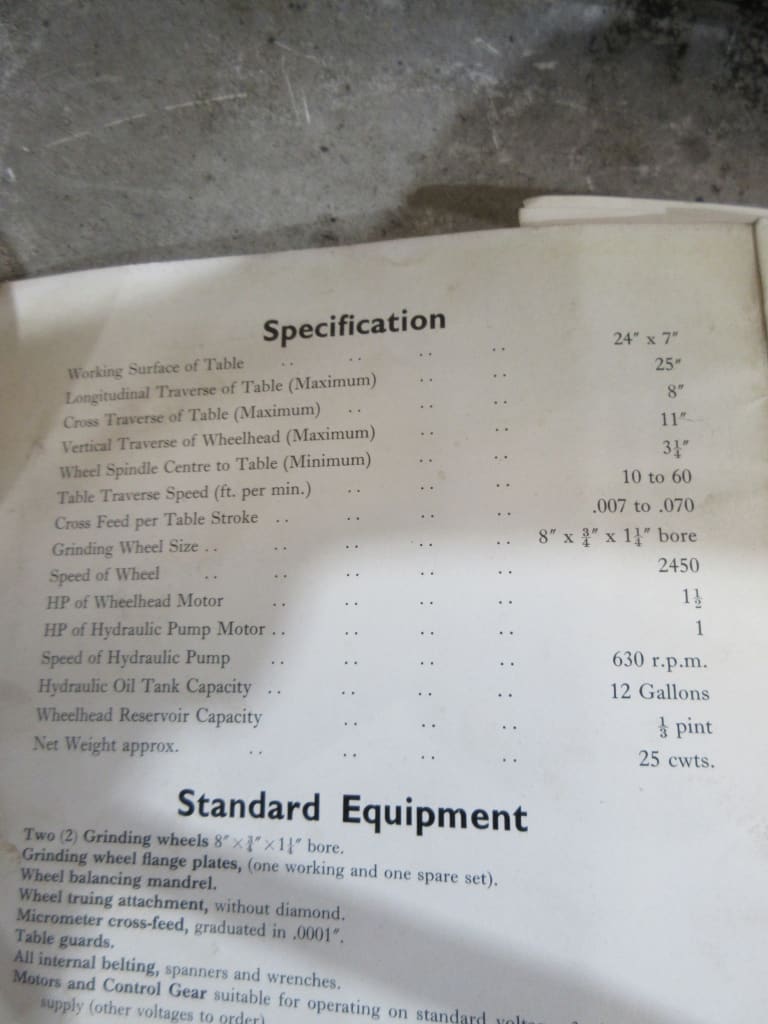 Specification
Working Surface of Table .. .. .. .. 24" x 7"
Longitudinal Traverse of Table (Maximum) .. .. 25"
Cross Traverse of Table (Maximum) .. .. .. 8"
Vertical Traverse of Wheelhead (Maximum) .. .. 11"
Wheel Spindle Centre to Table (Minimum) .. .. 3¼"
Table Traverse Speed (ft. per min.) .. .. .. 10 to 60
Cross Feed per Table Stroke .. .. .. .. .007 to .070
Grinding Wheel Size .. .. .. .. 8" x ¾" x 1¼" bore
Speed of Wheel .. .. .. .. .. 2450
HP of Wheelhead Motor .. .. .. .. 1½
HP of Hydraulic Pump Motor .. .. .. .. 1
Speed of Hydraulic Pump .. .. .. .. 630 r.p.m.
Hydraulic Oil Tank Capacity .. .. .. .. 12 Gallons
Wheelhead Reservoir Capacity .. .. .. ⅓ pint
Net Weight approx. .. .. .. .. 25 cwts.
Standard Equipment
Two (2) Grinding wheels 8"×¾"×1¼" bore.
Grinding wheel flange plates, (one working and one spare set).
Wheel balancing mandrel.
Wheel truing attachment, without diamond.
Micrometer cross-feed, graduated in .0001".
Table guards.
All internal belting, spanners and wrenches.
Motors and Control Gear suitable for operating on standard
supply (other voltages to order)